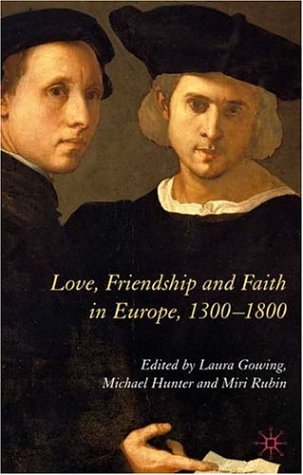 Love, Friendship and Faith
in Europe, 1300–1800
Edited by Laura Gowing,
Michael Hunter and Miri Rubin